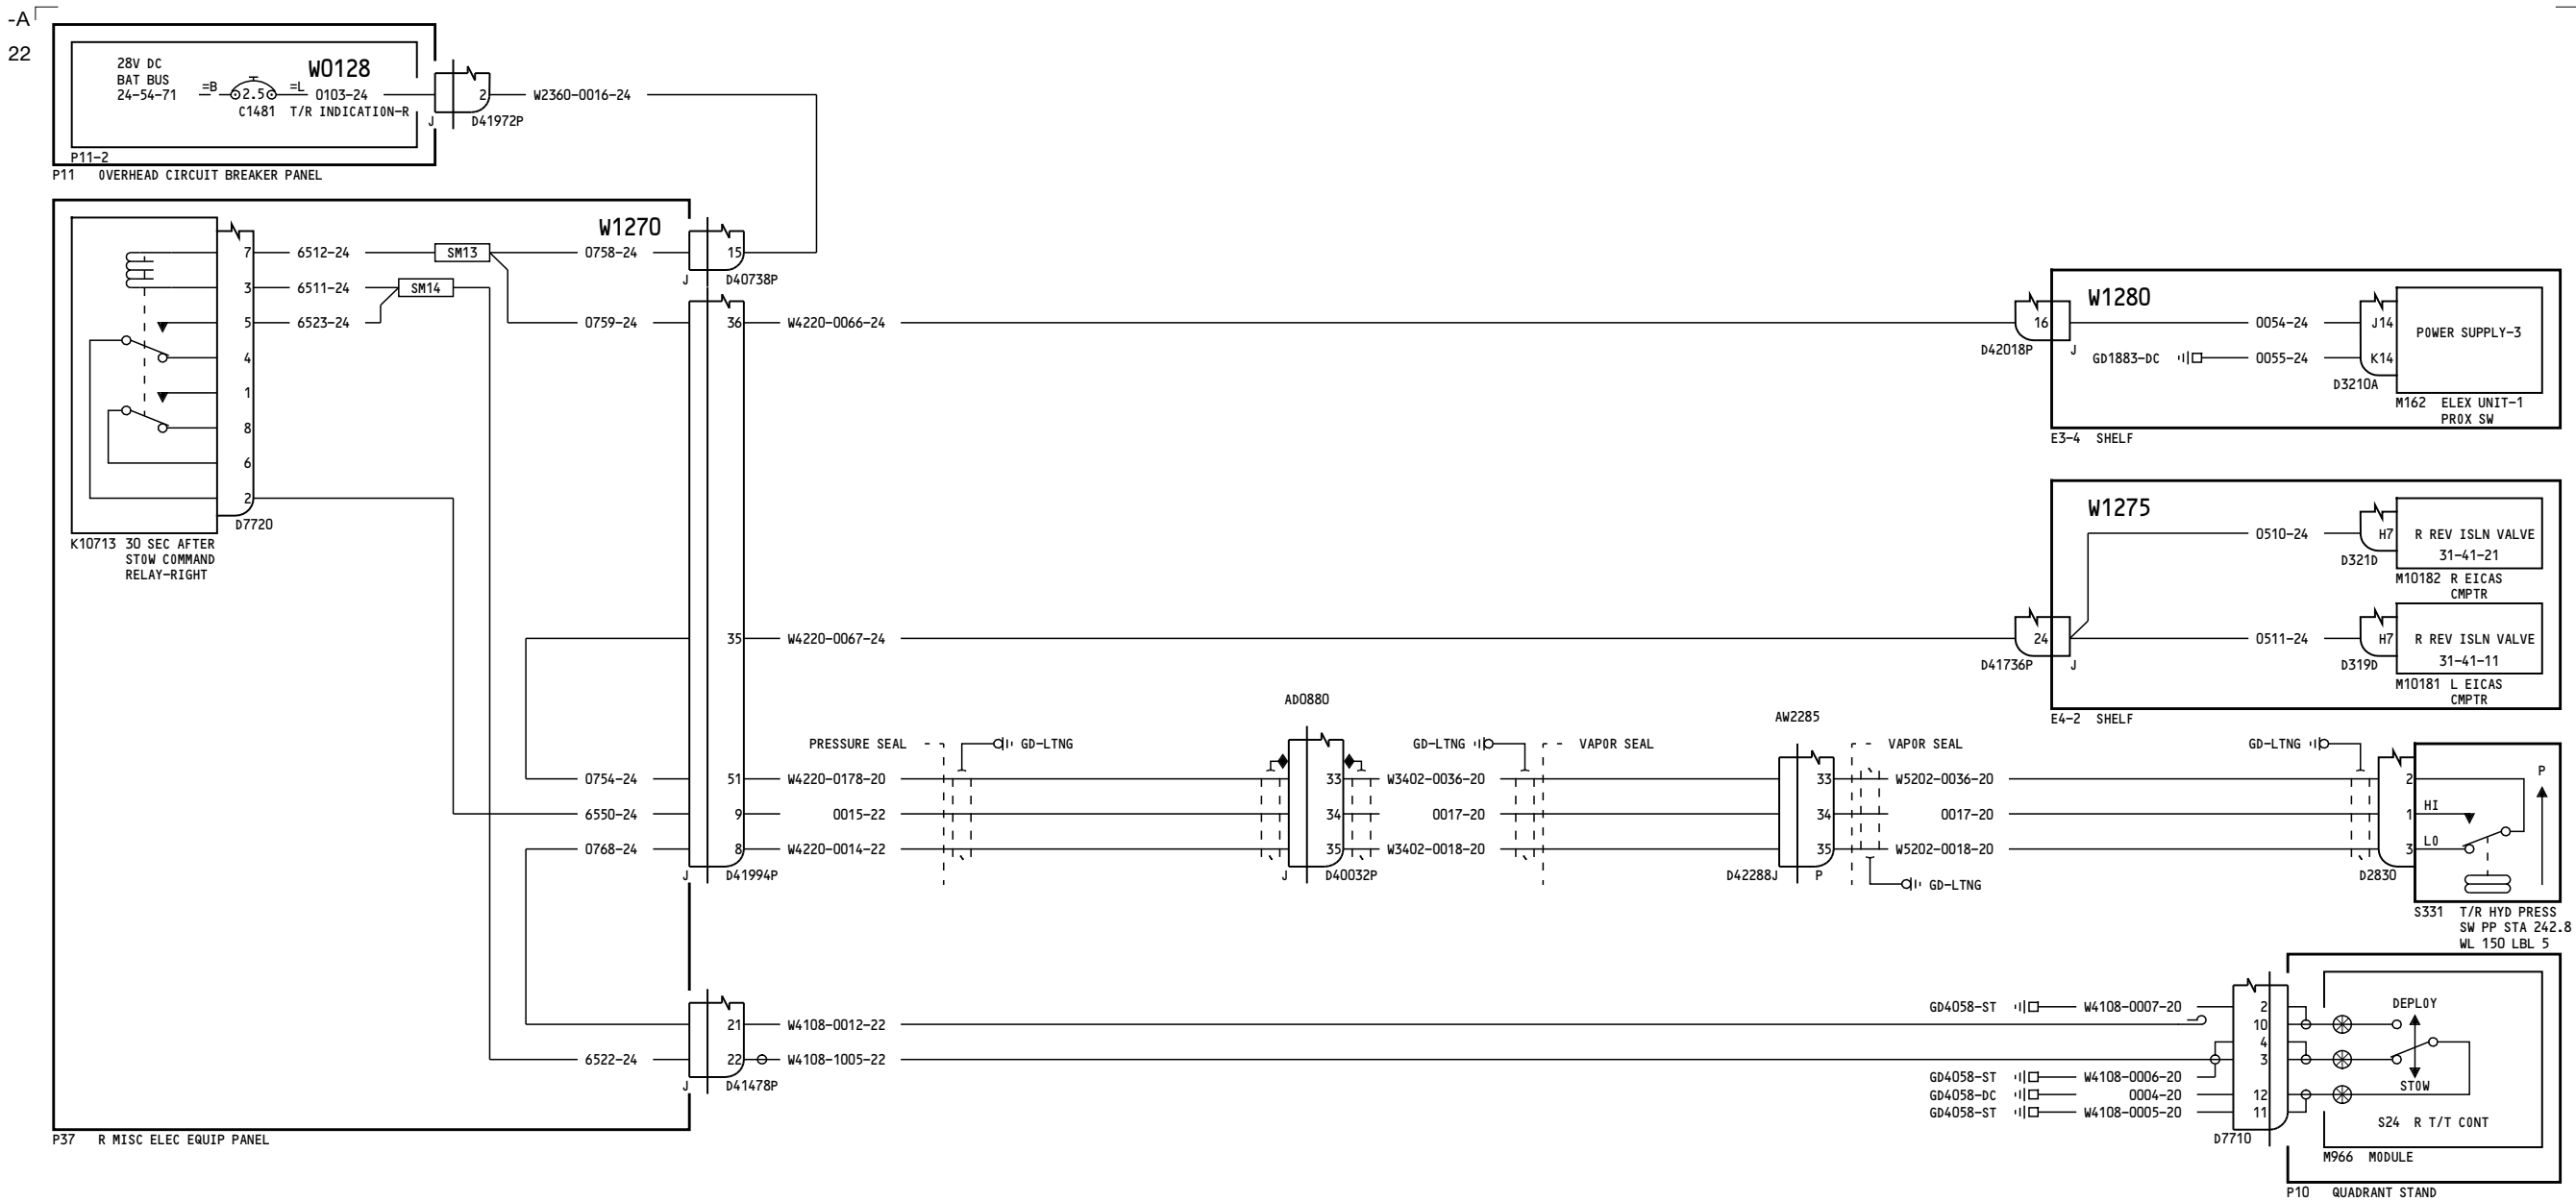 -A
22
28V DC
BAT BUS
24-54-71
=B
2.5
=L
W0128
0103-24
C1481
T/R INDICATION-R
J
2
D41972P
W2360-0016-24
P11-2
P11 OVERHEAD CIRCUIT BREAKER PANEL
W1270
7
6512-24
SM13
0758-24
15
J
D40738P
3
6511-24
SM14
5
6523-24
0759-24
36
W4220-0066-24
4
1
8
6
2
D7720
K10713 30 SEC AFTER
STOW COMMAND
RELAY-RIGHT
35
W4220-0067-24
0754-24
51
W4220-0178-20
6550-24
9
0015-22
0768-24
8
W4220-0014-22
J
D41994P
PRESSURE SEAL
GD-LTNG
AD0880
33
34
35
J
D40032P
GD-LTNG
VAPOR SEAL
W3402-0036-20
0017-20
W3402-0018-20
AW2285
33
34
35
D42288J
P
VAPOR SEAL
W5202-0036-20
0017-20
W5202-0018-20
GD-LTNG
GD-LTNG
2
1
3
D2830
HI
LO
P
S331 T/R HYD PRESS
SW PP STA 242.8
WL 150 LBL 5
W1280
16
D42018P
J
0054-24
J14
POWER SUPPLY-3
GD1883-DC
0055-24
K14
D3210A
M162 ELEX UNIT-1
PROX SW
E3-4 SHELF
W1275
0510-24
H7
R REV ISLN VALVE
31-41-21
D321D
M10182 R EICAS
CMPTR
24
D41736P
J
0511-24
H7
R REV ISLN VALVE
31-41-11
D319D
M10181 L EICAS
CMPTR
E4-2 SHELF
21
W4108-0012-22
6522-24
22
W4108-1005-22
J
D41478P
P37 R MISC ELEC EQUIP PANEL
GD4058-ST
W4108-0007-20
2
10
4
3
GD4058-ST
W4108-0006-20
GD4058-DC
0004-20
12
GD4058-ST
W4108-0005-20
11
D7710
DEPLOY
STOW
S24 R T/T CONT
M966 MODULE
P10 QUADRANT STAND